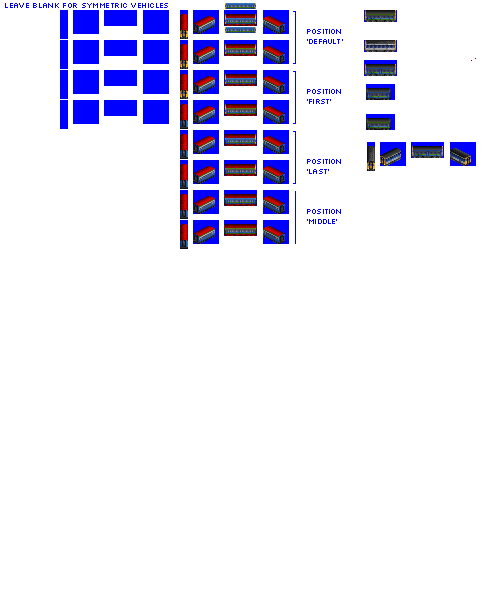 LEAVE BLANK FOR SYMMETRIC VEHICLES
POSITION
'DEFAULT'
POSITION
'FIRST'
POSITION
'LAST'
POSITION
'MIDDLE'